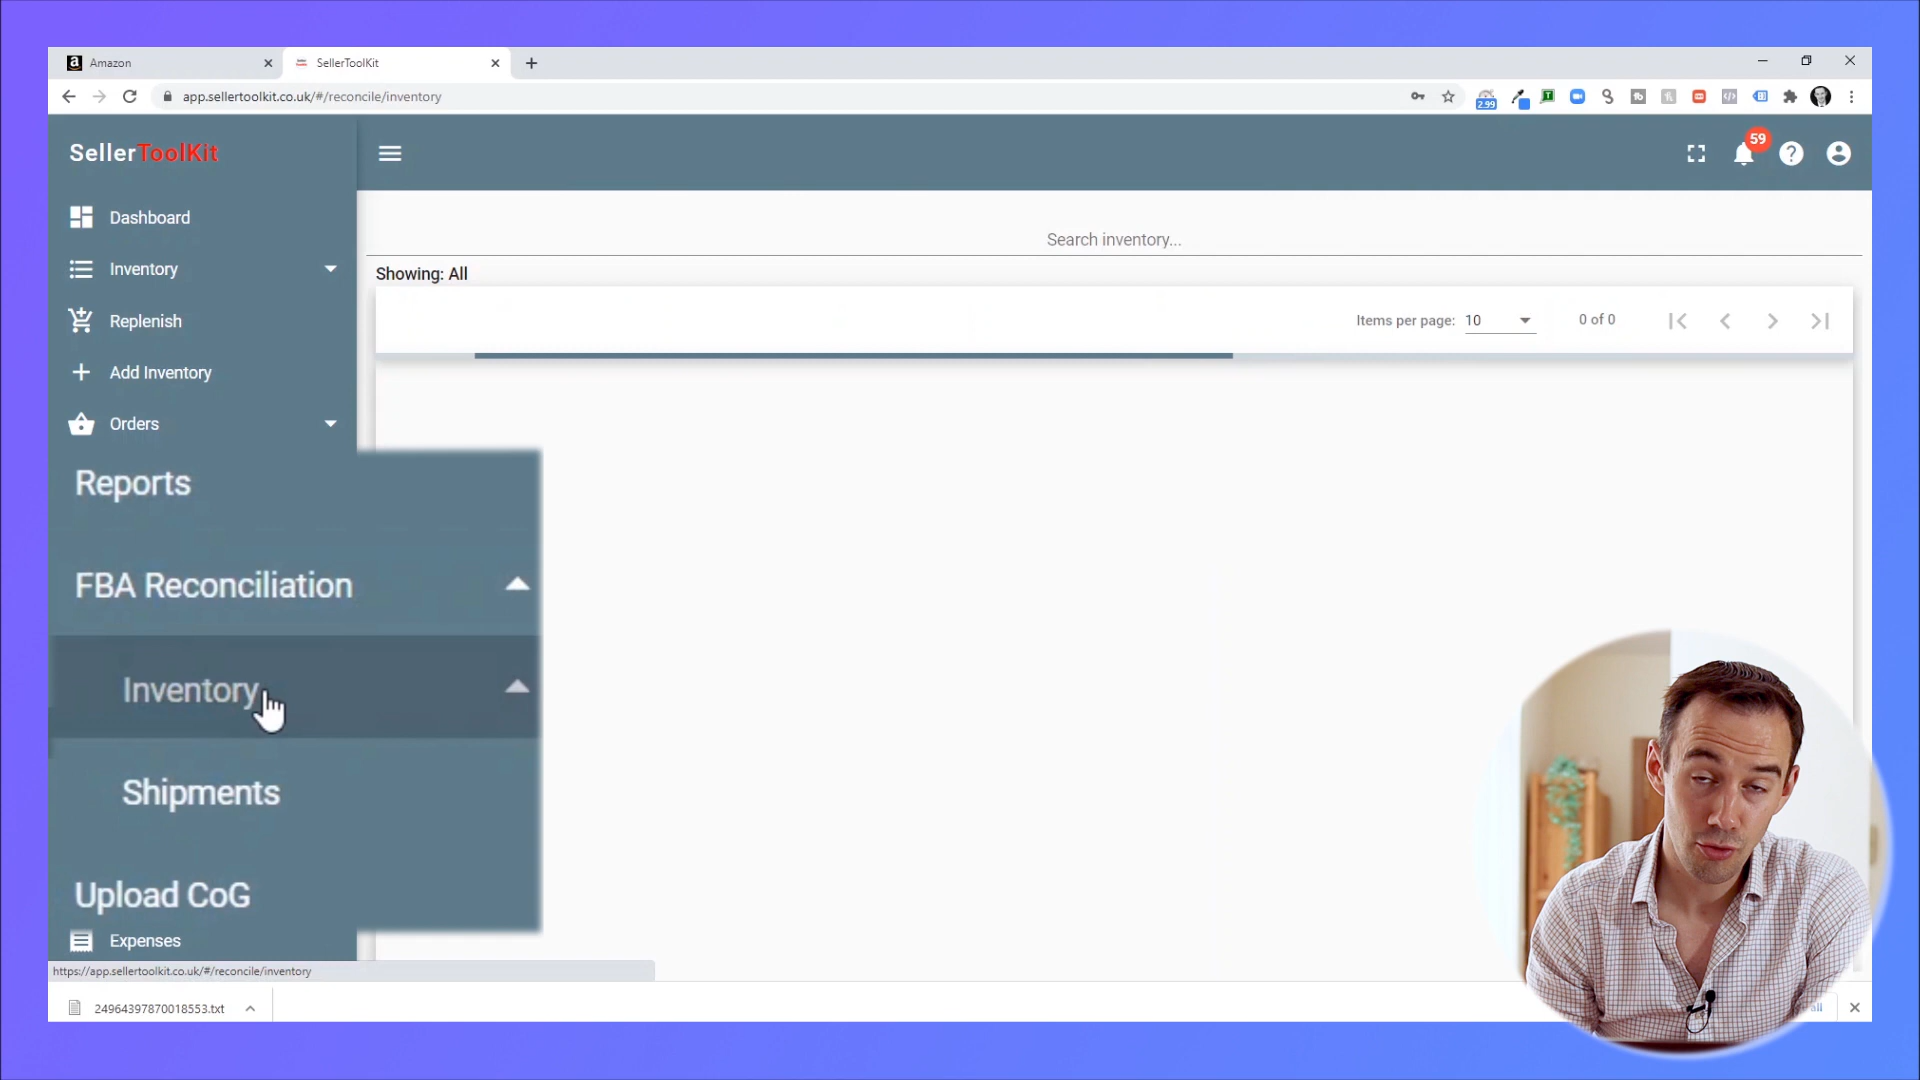 Amazon
SellerToolKit
app.sellertoolkit.co.uk/#/reconcile/inventory
2.99
SellerToolKit
59
Dashboard
Inventory
Replenish
Add Inventory
Orders
Reports
FBA Reconciliation
Inventory
Shipments
Upload CoG
Expenses
Search inventory...
Showing: All
Items per page: 10
0 of 0
https://app.sellertoolkit.co.uk/#/reconcile/inventory
24964397870018553.txt